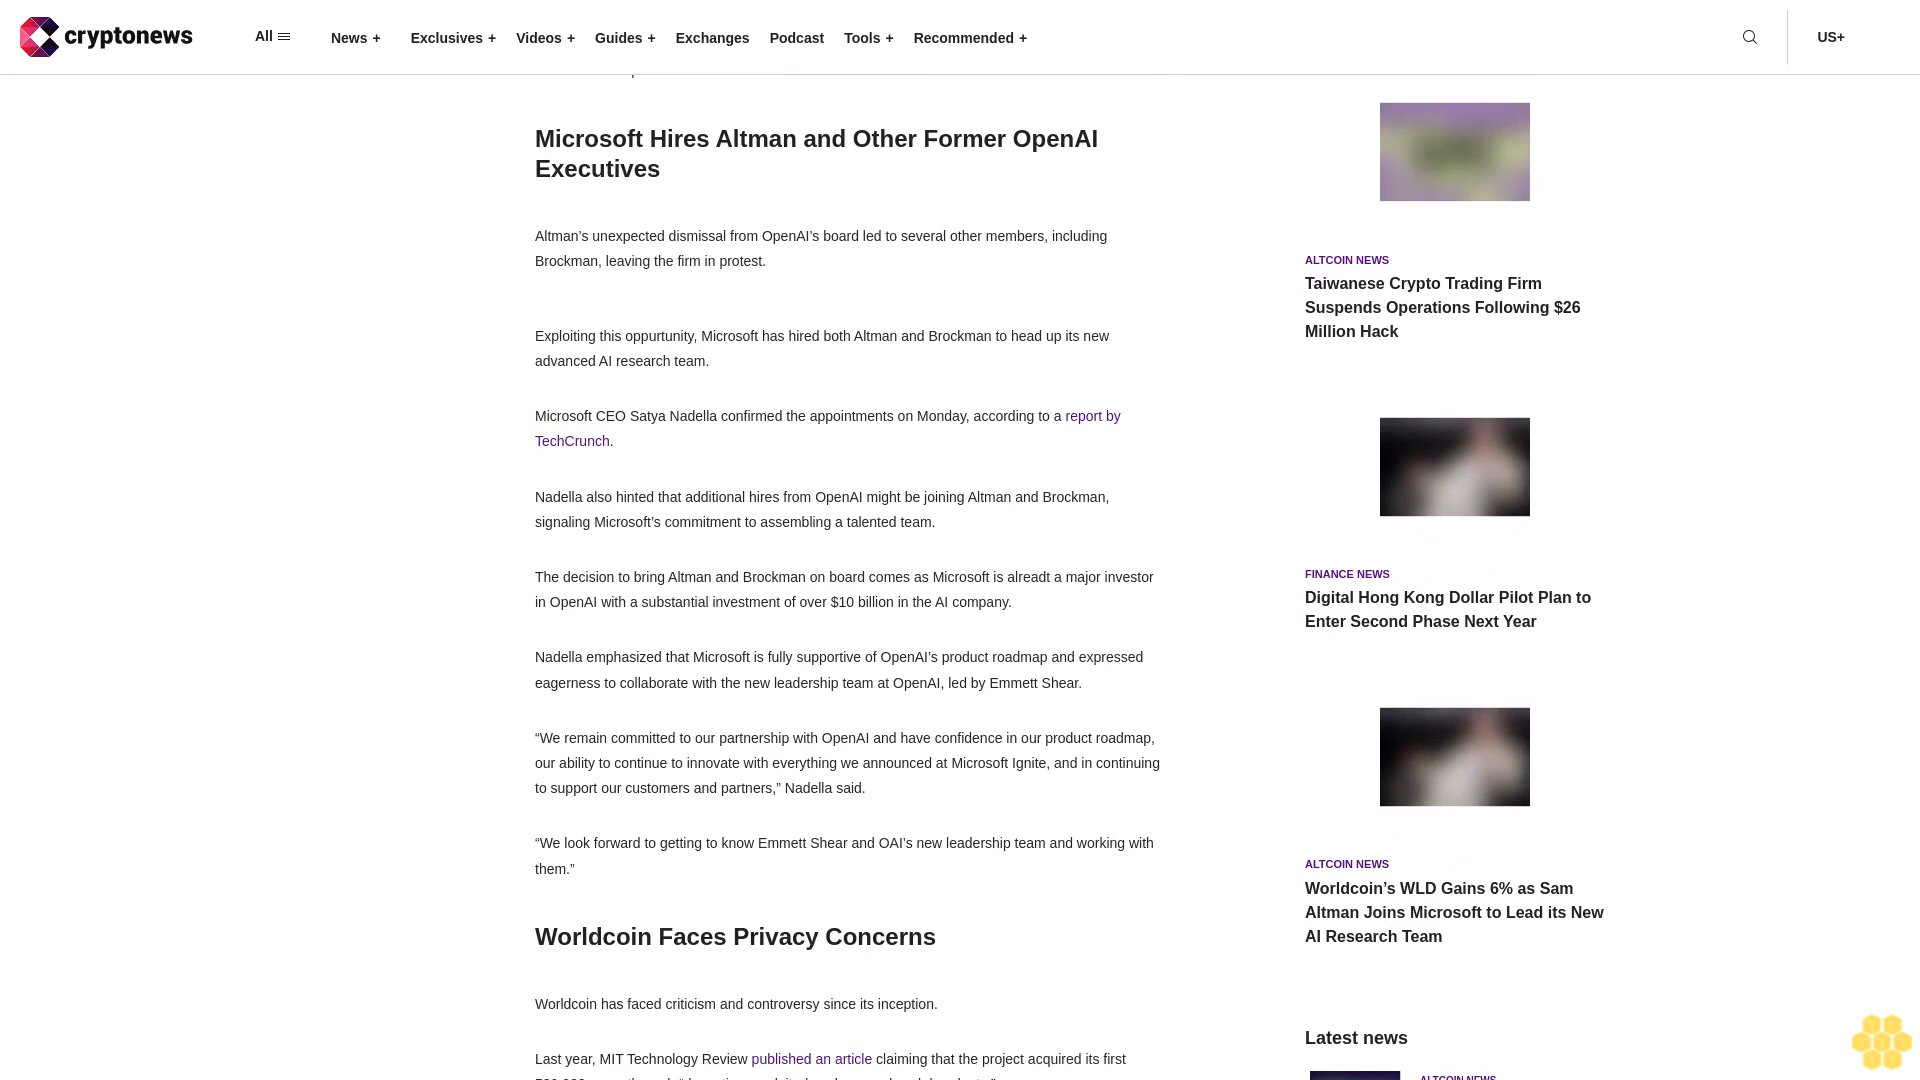 cryptonews
All
News +
Exclusives +
Videos +
Guides +
Exchanges
Podcast
Tools +
Recommended +
US+
Microsoft Hires Altman and Other Former OpenAI
Executives
Altman’s unexpected dismissal from OpenAI’s board led to several other members, including
Brockman, leaving the firm in protest.
Exploiting this oppurtunity, Microsoft has hired both Altman and Brockman to head up its new
advanced AI research team.
Microsoft CEO Satya Nadella confirmed the appointments on Monday, according to a report by
TechCrunch.
Nadella also hinted that additional hires from OpenAI might be joining Altman and Brockman,
signaling Microsoft’s commitment to assembling a talented team.
The decision to bring Altman and Brockman on board comes as Microsoft is alreadt a major investor
in OpenAI with a substantial investment of over $10 billion in the AI company.
Nadella emphasized that Microsoft is fully supportive of OpenAI’s product roadmap and expressed
eagerness to collaborate with the new leadership team at OpenAI, led by Emmett Shear.
“We remain committed to our partnership with OpenAI and have confidence in our product roadmap,
our ability to continue to innovate with everything we announced at Microsoft Ignite, and in continuing
to support our customers and partners,” Nadella said.
“We look forward to getting to know Emmett Shear and OAI’s new leadership team and working with
them.”
Worldcoin Faces Privacy Concerns
Worldcoin has faced criticism and controversy since its inception.
Last year, MIT Technology Review published an article claiming that the project acquired its first
ALTCOIN NEWS
Taiwanese Crypto Trading Firm
Suspends Operations Following $26
Million Hack
FINANCE NEWS
Digital Hong Kong Dollar Pilot Plan to
Enter Second Phase Next Year
ALTCOIN NEWS
Worldcoin’s WLD Gains 6% as Sam
Altman Joins Microsoft to Lead its New
AI Research Team
Latest news
ALTCOIN NEWS